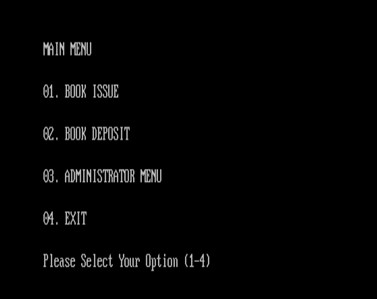 MAIN MENU
01. BOOK ISSUE
02. BOOK DEPOSIT
03. ADMINISTRATOR MENU
04. EXIT
Please Select Your Option (1-4)